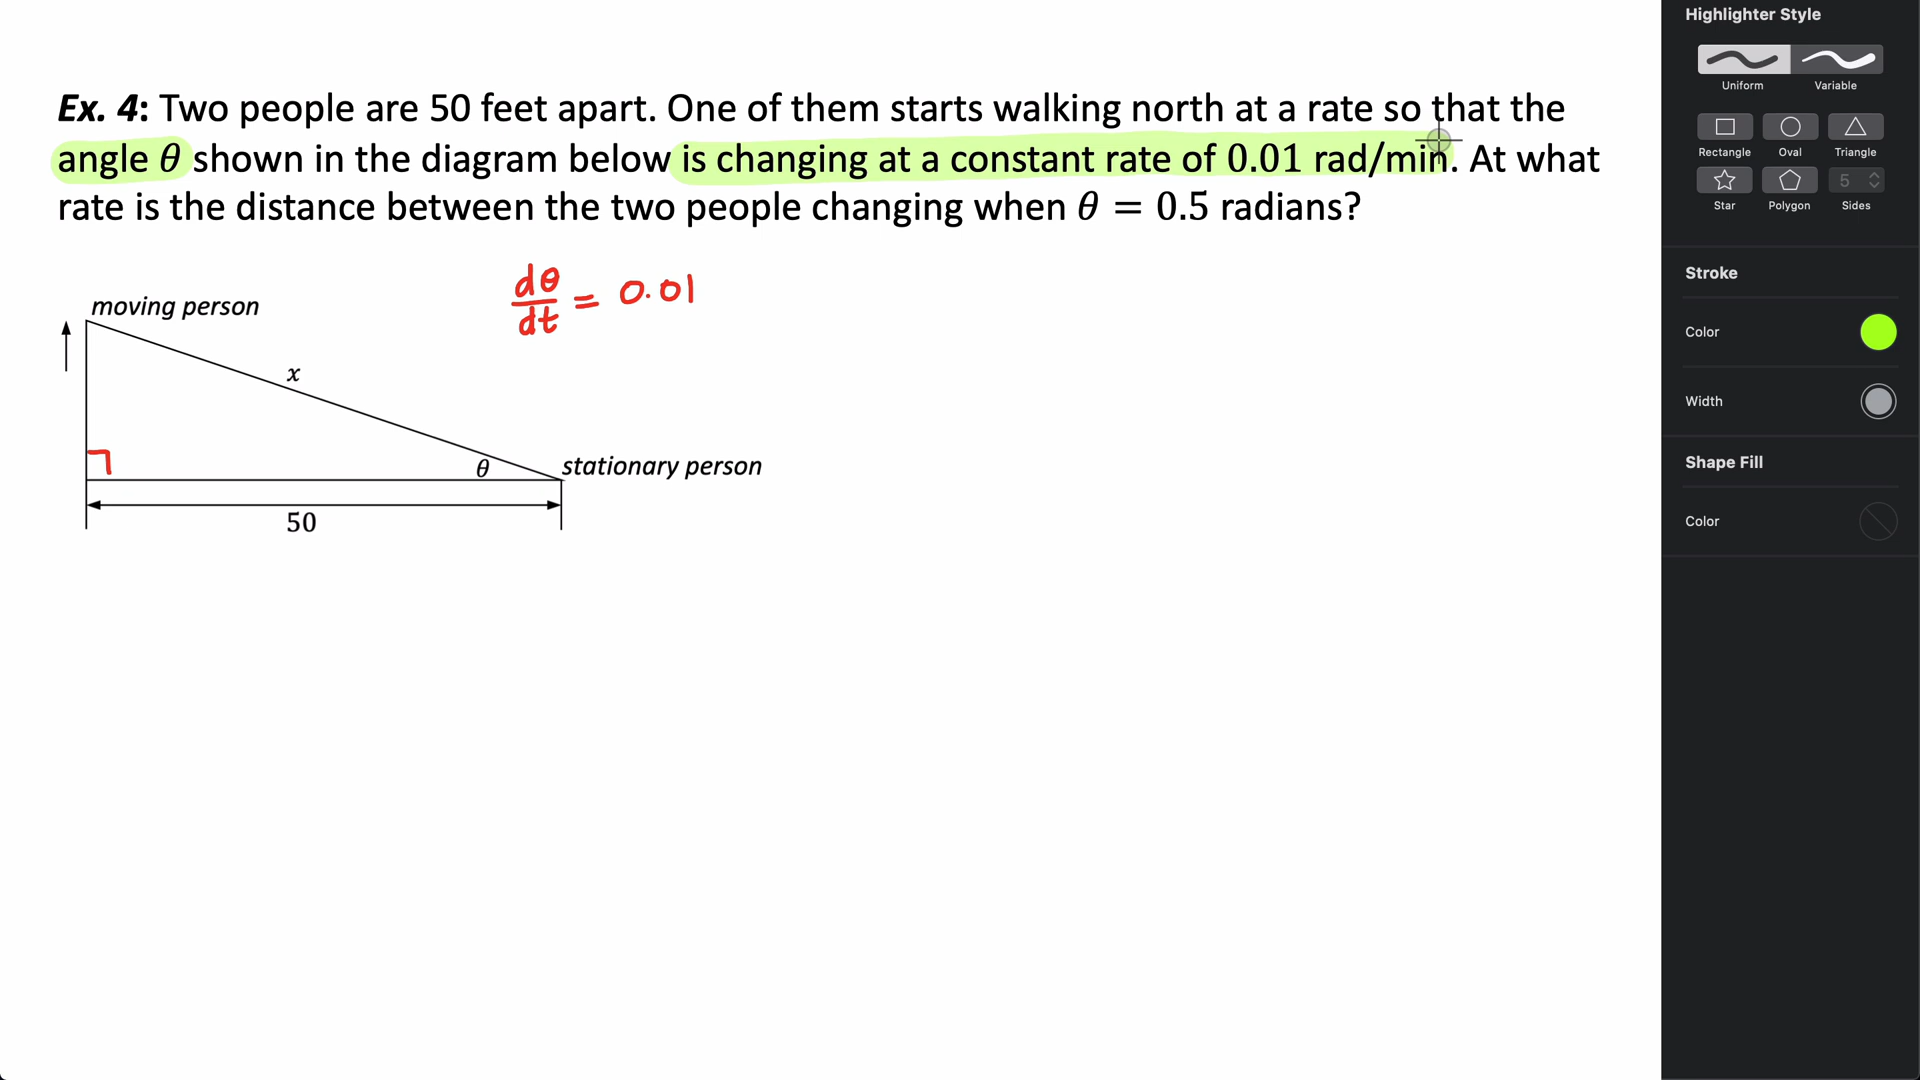 Ex. 4: Two people are 50 feet apart. One of them starts walking north at a rate so that the
angle θ shown in the diagram below is changing at a constant rate of 0.01 rad/min. At what
rate is the distance between the two people changing when θ = 0.5 radians?
dθ/dt = 0.01
moving person
x
θ
stationary person
50
Highlighter Style
Uniform
Variable
Rectangle
Oval
Triangle
5
Star
Polygon
Sides
Stroke
Color
Width
Shape Fill
Color